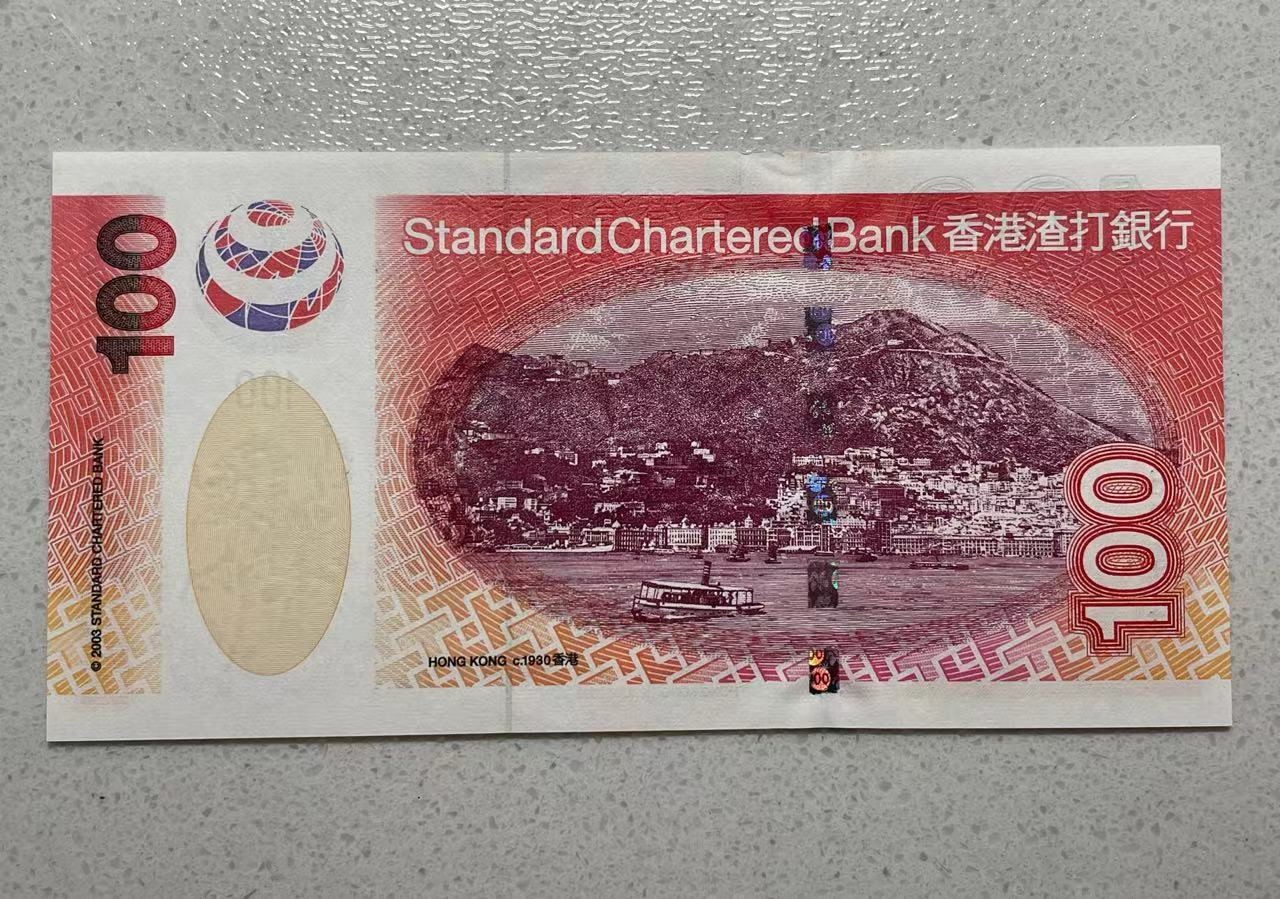 100
© 2003 STANDARD CHARTERED BANK
Standard Chartered Bank 香港渣打銀行
100
HONG KONG c.1930 香港